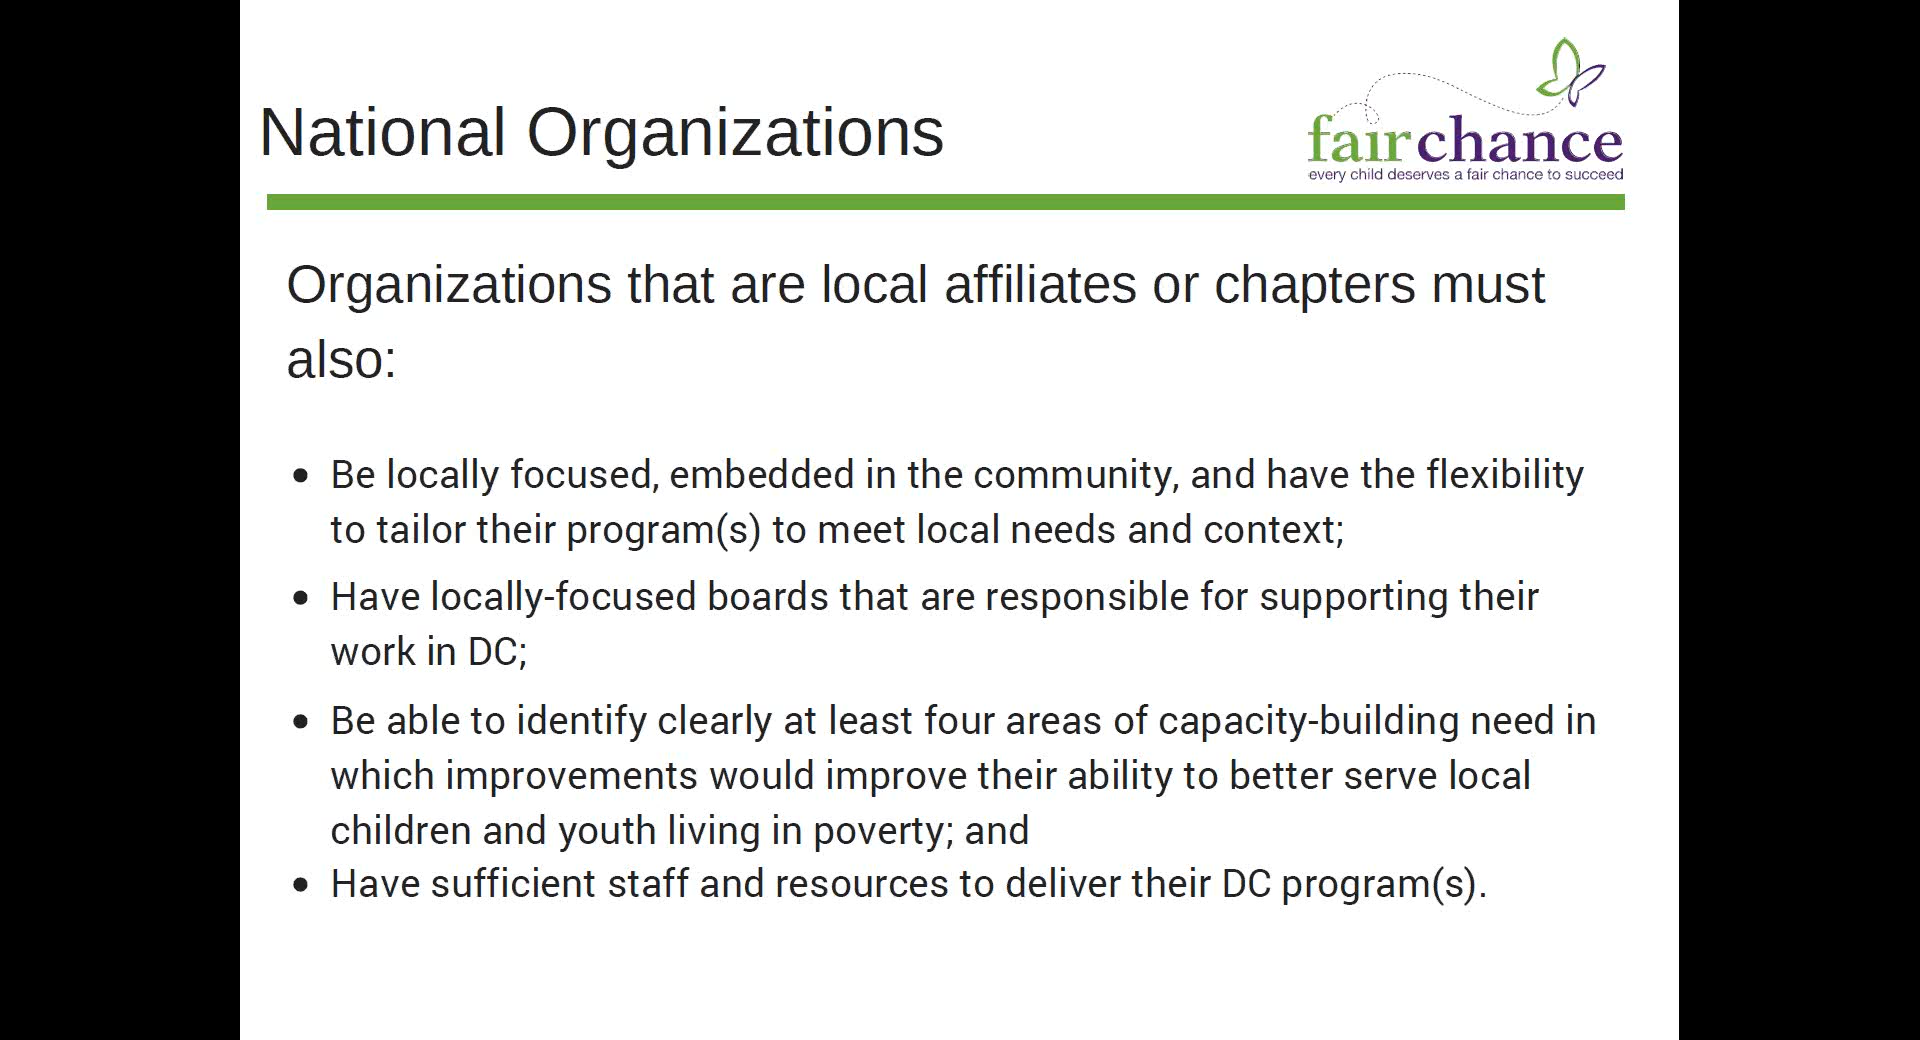 National Organizations
fairchance
every child deserves a fair chance to succeed
Organizations that are local affiliates or chapters must
also:
• Be locally focused, embedded in the community, and have the flexibility
to tailor their program(s) to meet local needs and context;
• Have locally-focused boards that are responsible for supporting their
work in DC;
• Be able to identify clearly at least four areas of capacity-building need in
which improvements would improve their ability to better serve local
children and youth living in poverty; and
• Have sufficient staff and resources to deliver their DC program(s).